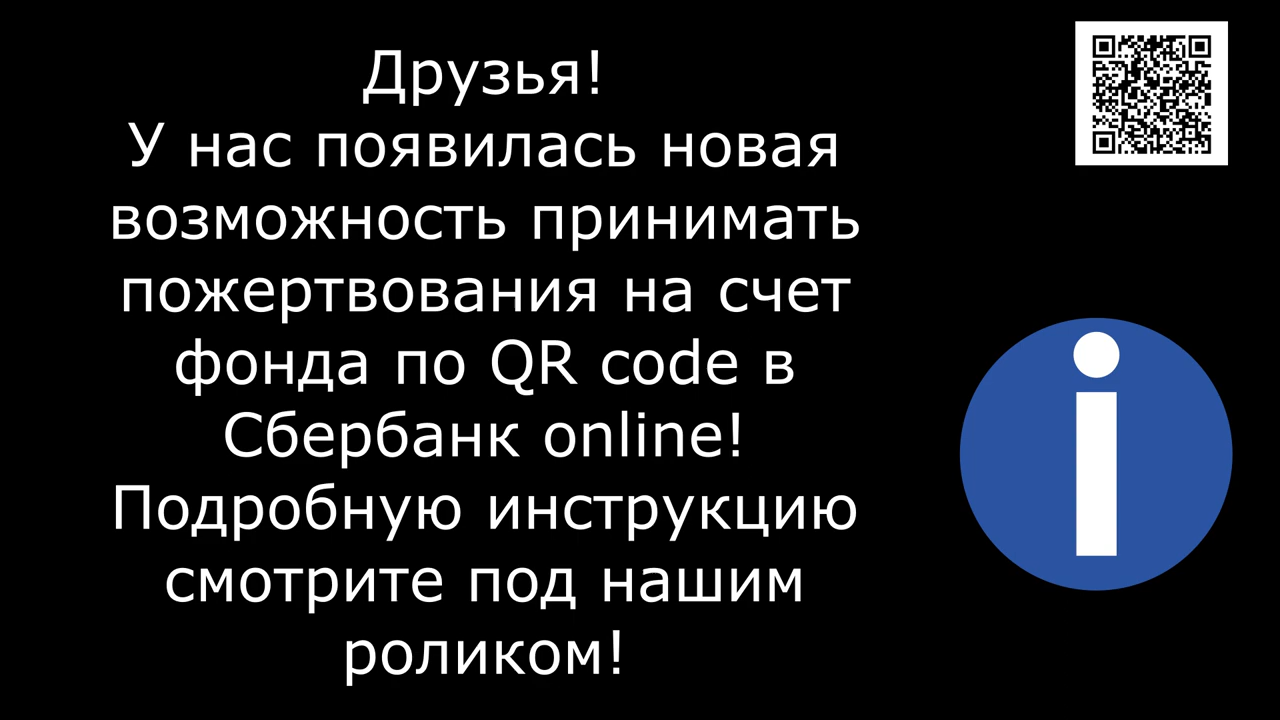 Друзья!
У нас появилась новая
возможность принимать
пожертвования на счет
фонда по QR code в
Сбербанк online!
Подробную инструкцию
смотрите под нашим
роликом!